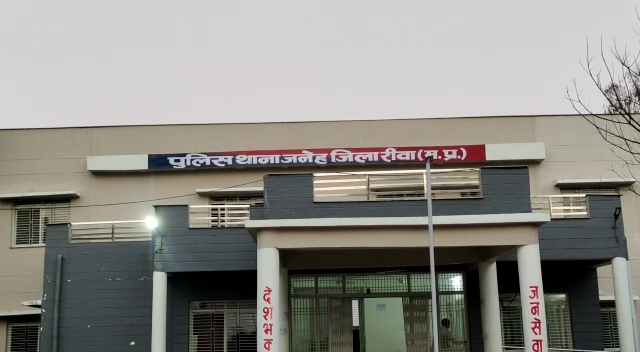 पुलिस थाना जनेह जिला रीवा (म.प्र.)
देशभक
जनसेवा